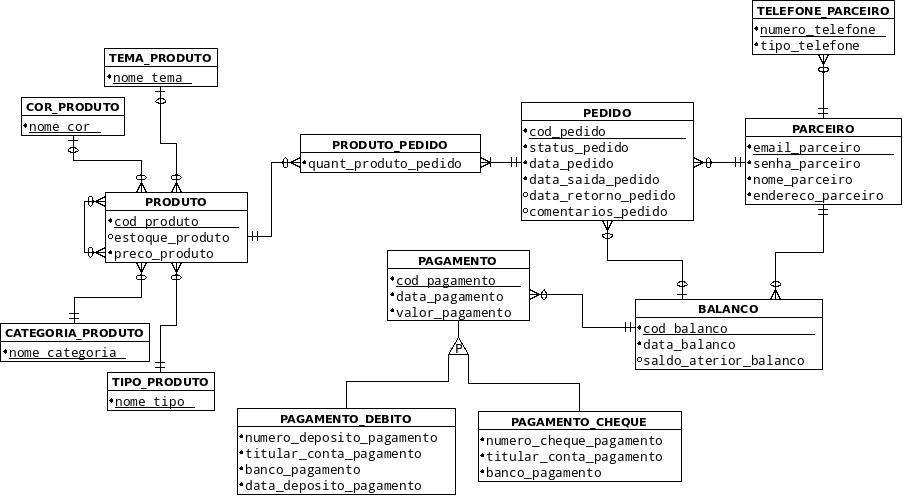 TELEFONE_PARCEIRO
numero_telefone
tipo_telefone
TEMA_PRODUTO
nome_tema
COR_PRODUTO
nome_cor
PEDIDO
cod_pedido
status_pedido
data_pedido
data_saida_pedido
data_retorno_pedido
comentarios_pedido
PARCEIRO
email_parceiro
senha_parceiro
nome_parceiro
endereco_parceiro
PRODUTO_PEDIDO
quant_produto_pedido
PRODUTO
cod_produto
estoque_produto
preco_produto
PAGAMENTO
cod_pagamento
data_pagamento
valor_pagamento
BALANCO
cod_balanco
data_balanco
saldo_aterior_balanco
CATEGORIA_PRODUTO
nome_categoria
P
TIPO_PRODUTO
nome_tipo
PAGAMENTO_DEBITO
numero_deposito_pagamento
titular_conta_pagamento
banco_pagamento
data_deposito_pagamento
PAGAMENTO_CHEQUE
numero_cheque_pagamento
titular_conta_pagamento
banco_pagamento